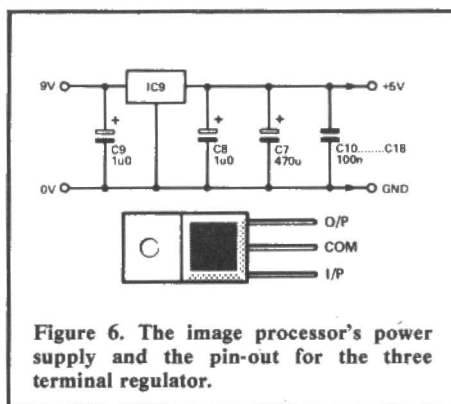 9V IC9 +5V
+ + +
C9 C8 C7 C10........C18
1u0 1u0 470u 100n
0V GND
O/P
COM
I/P
Figure 6. The image processor's power
supply and the pin-out for the three
terminal regulator.